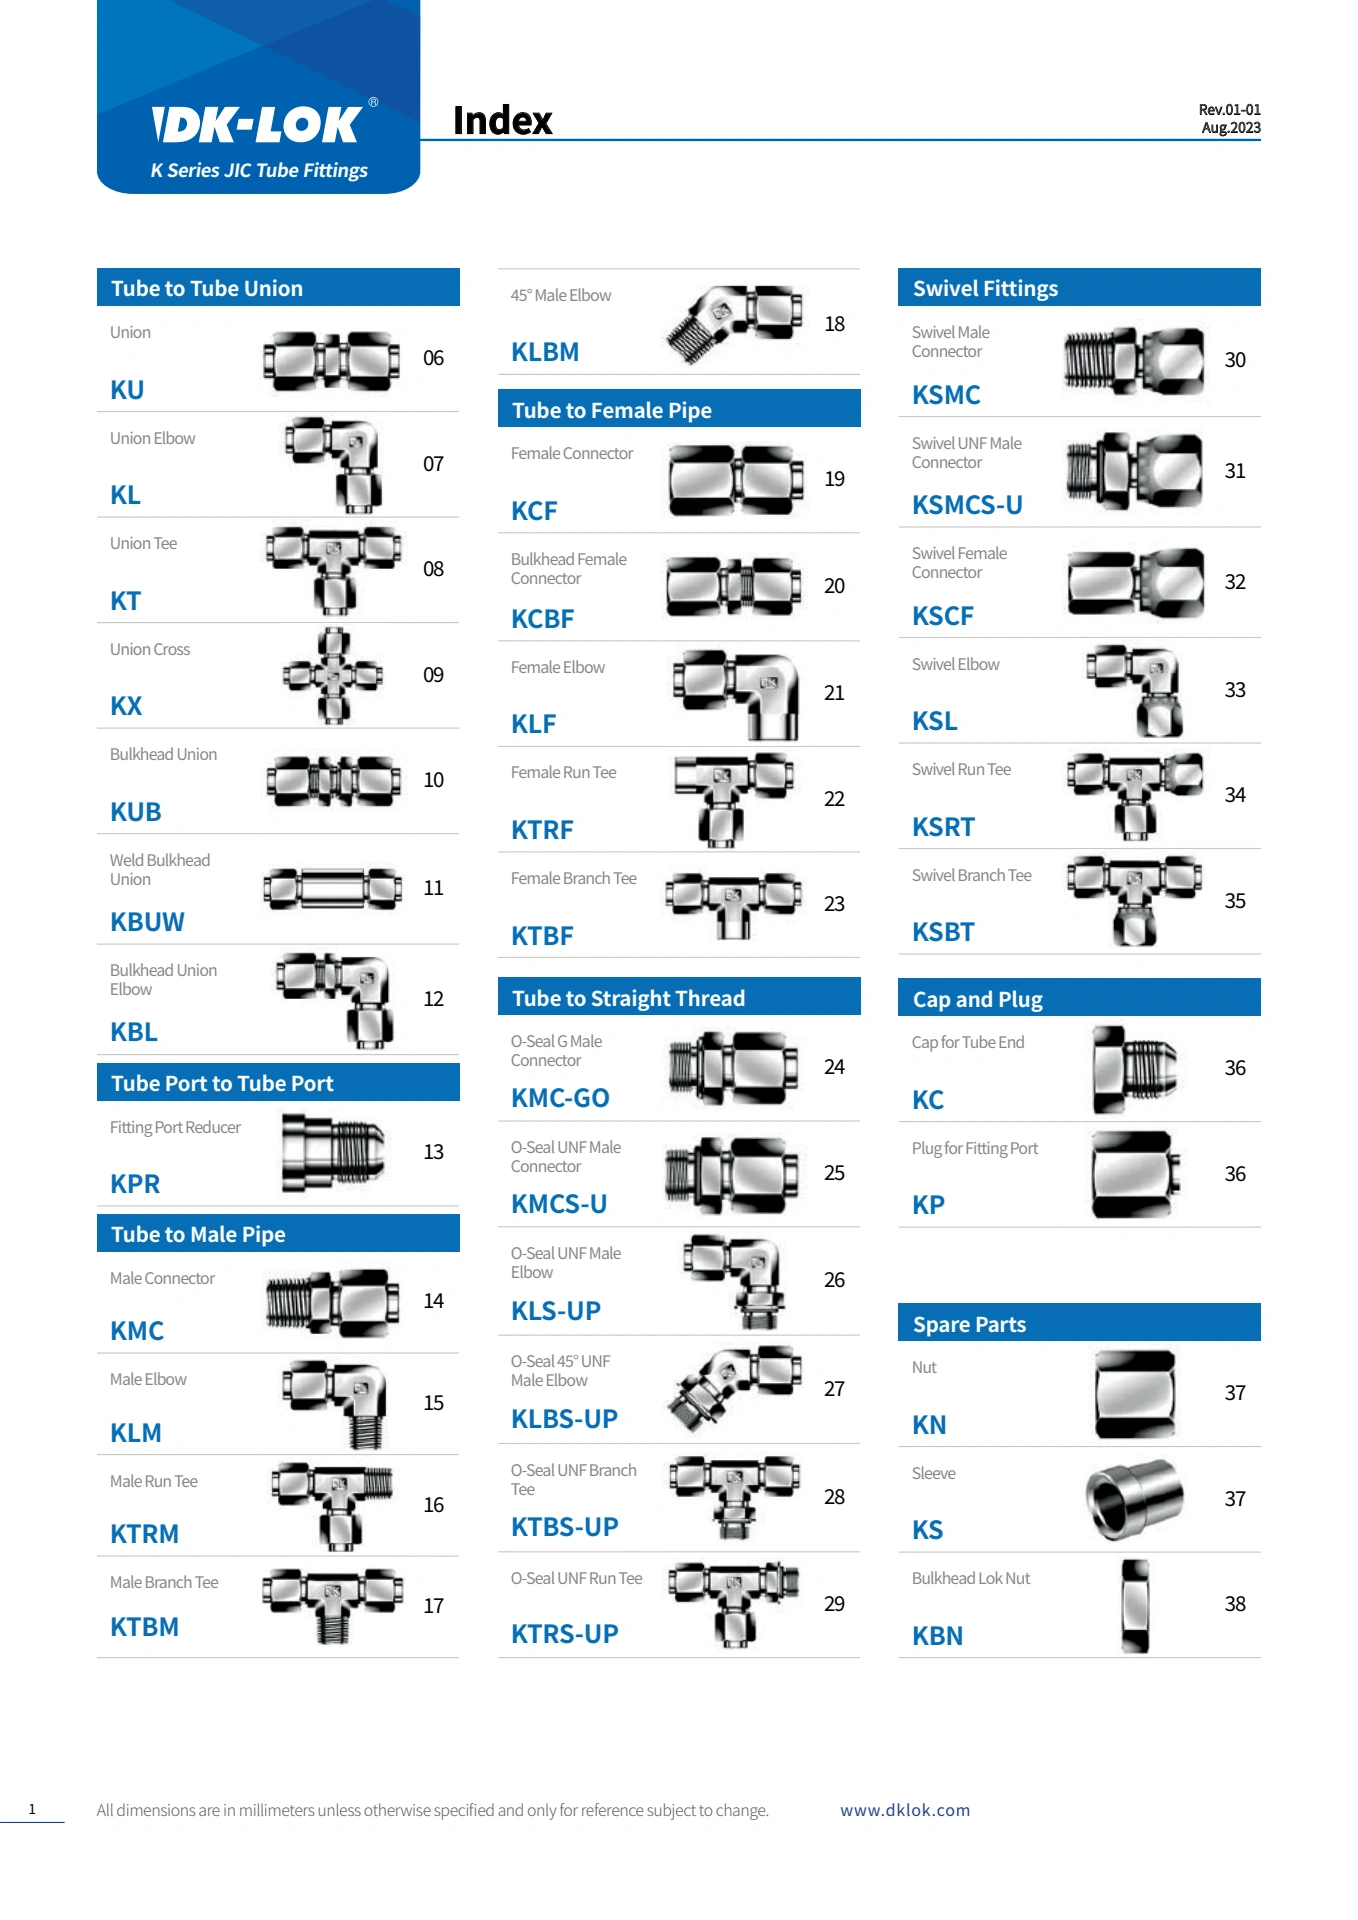 DK-LOK®
K Series JIC Tube Fittings
Index
Rev.01-01
Aug.2023
Tube to Tube Union
Union
KU
06
Union Elbow
KL
07
Union Tee
KT
08
Union Cross
KX
09
Bulkhead Union
KUB
10
Weld Bulkhead
Union
KBUW
11
Bulkhead Union
Elbow
KBL
12
Tube Port to Tube Port
Fitting Port Reducer
KPR
13
Tube to Male Pipe
Male Connector
KMC
14
Male Elbow
KLM
15
Male Run Tee
KTRM
16
Male Branch Tee
KTBM
17
45° Male Elbow
KLBM
18
Tube to Female Pipe
Female Connector
KCF
19
Bulkhead Female
Connector
KCBF
20
Female Elbow
KLF
21
Female Run Tee
KTRF
22
Female Branch Tee
KTBF
23
Tube to Straight Thread
O-Seal G Male
Connector
KMC-GO
24
O-Seal UNF Male
Connector
KMCS-U
25
O-Seal UNF Male
Elbow
KLS-UP
26
O-Seal 45° UNF
Male Elbow
KLBS-UP
27
O-Seal UNF Branch
Tee
KTBS-UP
28
O-Seal UNF Run Tee
KTRS-UP
29
Swivel Fittings
Swivel Male
Connector
KSMC
30
Swivel UNF Male
Connector
KSMCS-U
31
Swivel Female
Connector
KSCF
32
Swivel Elbow
KSL
33
Swivel Run Tee
KSRT
34
Swivel Branch Tee
KSBT
35
Cap and Plug
Cap for Tube End
KC
36
Plug for Fitting Port
KP
36
Spare Parts
Nut
KN
37
Sleeve
KS
37
Bulkhead Lok Nut
KBN
38
1
All dimensions are in millimeters unless otherwise specified and only for reference subject to change.
www.dklok.com